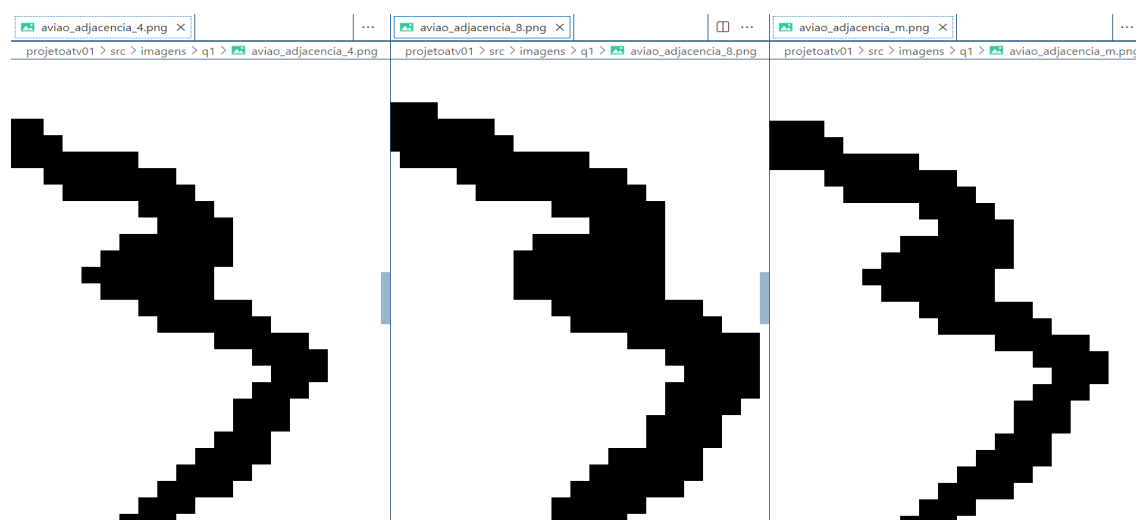 aviao_adjacencia_4.png
projetoatv01 > src > imagens > q1 > aviao_adjacencia_4.png
aviao_adjacencia_8.png
projetoatv01 > src > imagens > q1 > aviao_adjacencia_8.png
aviao_adjacencia_m.png
projetoatv01 > src > imagens > q1 > aviao_adjacencia_m.png